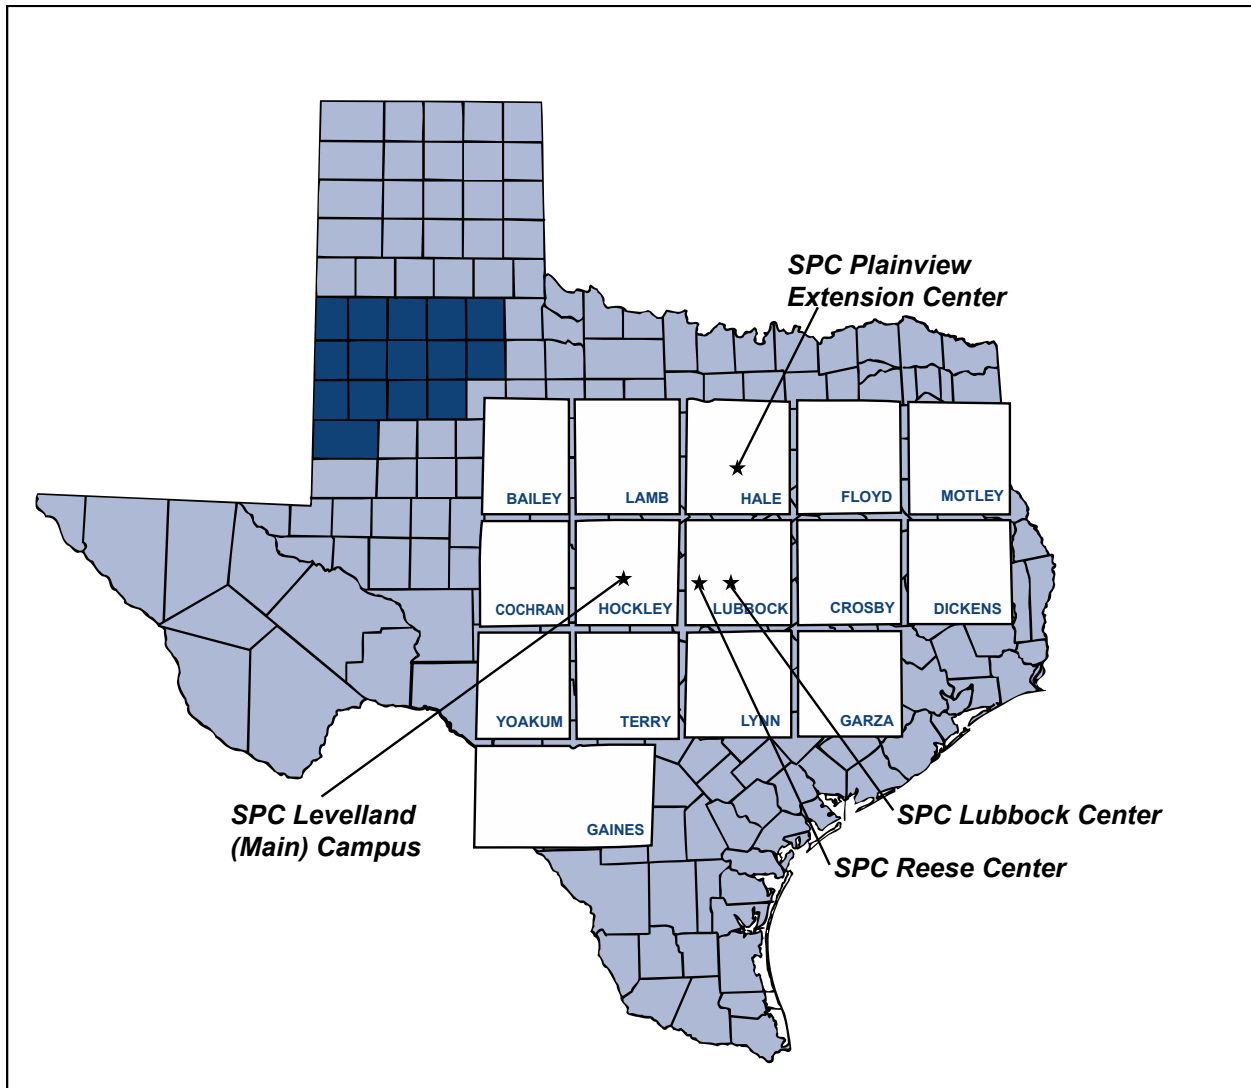 SPC Plainview
Extension Center
BAILEY
LAMB
HALE
FLOYD
MOTLEY
COCHRAN
HOCKLEY
LUBBOCK
CROSBY
DICKENS
YOAKUM
TERRY
LYNN
GARZA
GAINES
SPC Levelland
(Main) Campus
SPC Lubbock Center
SPC Reese Center